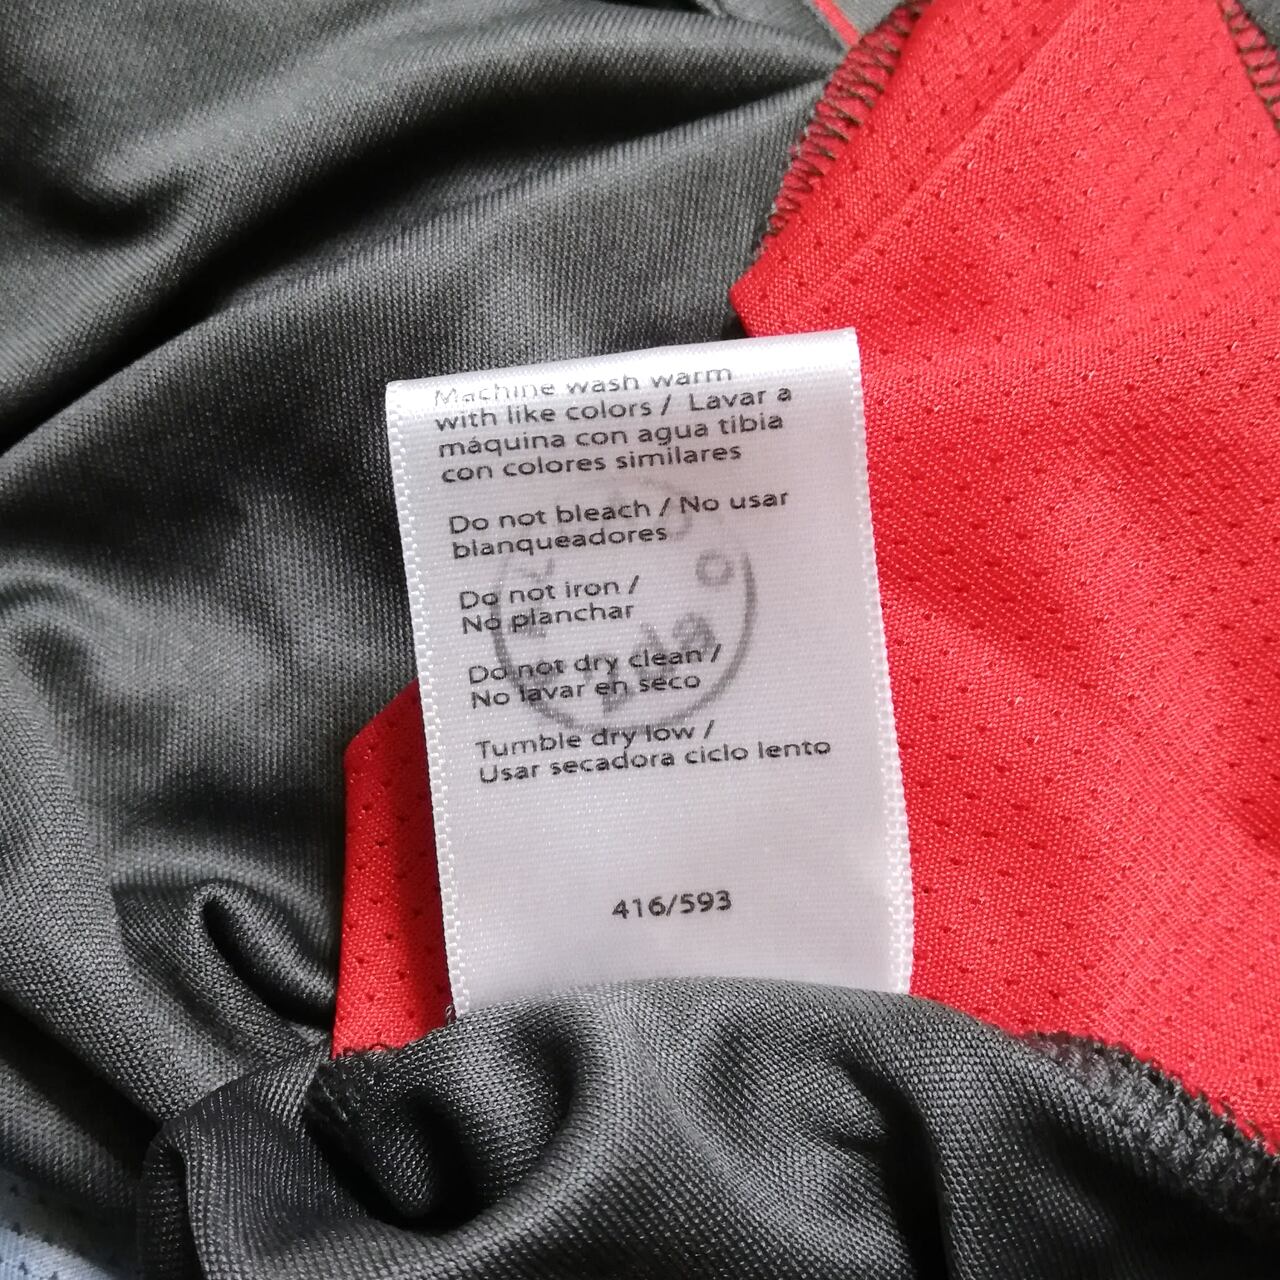 Machine wash warm
with like colors / Lavar a
máquina con agua tibia
con colores similares
Do not bleach / No usar
blanqueadores
Do not iron /
No planchar
Do not dry clean /
No lavar en seco
Tumble dry low /
Usar secadora ciclo lento
416/593